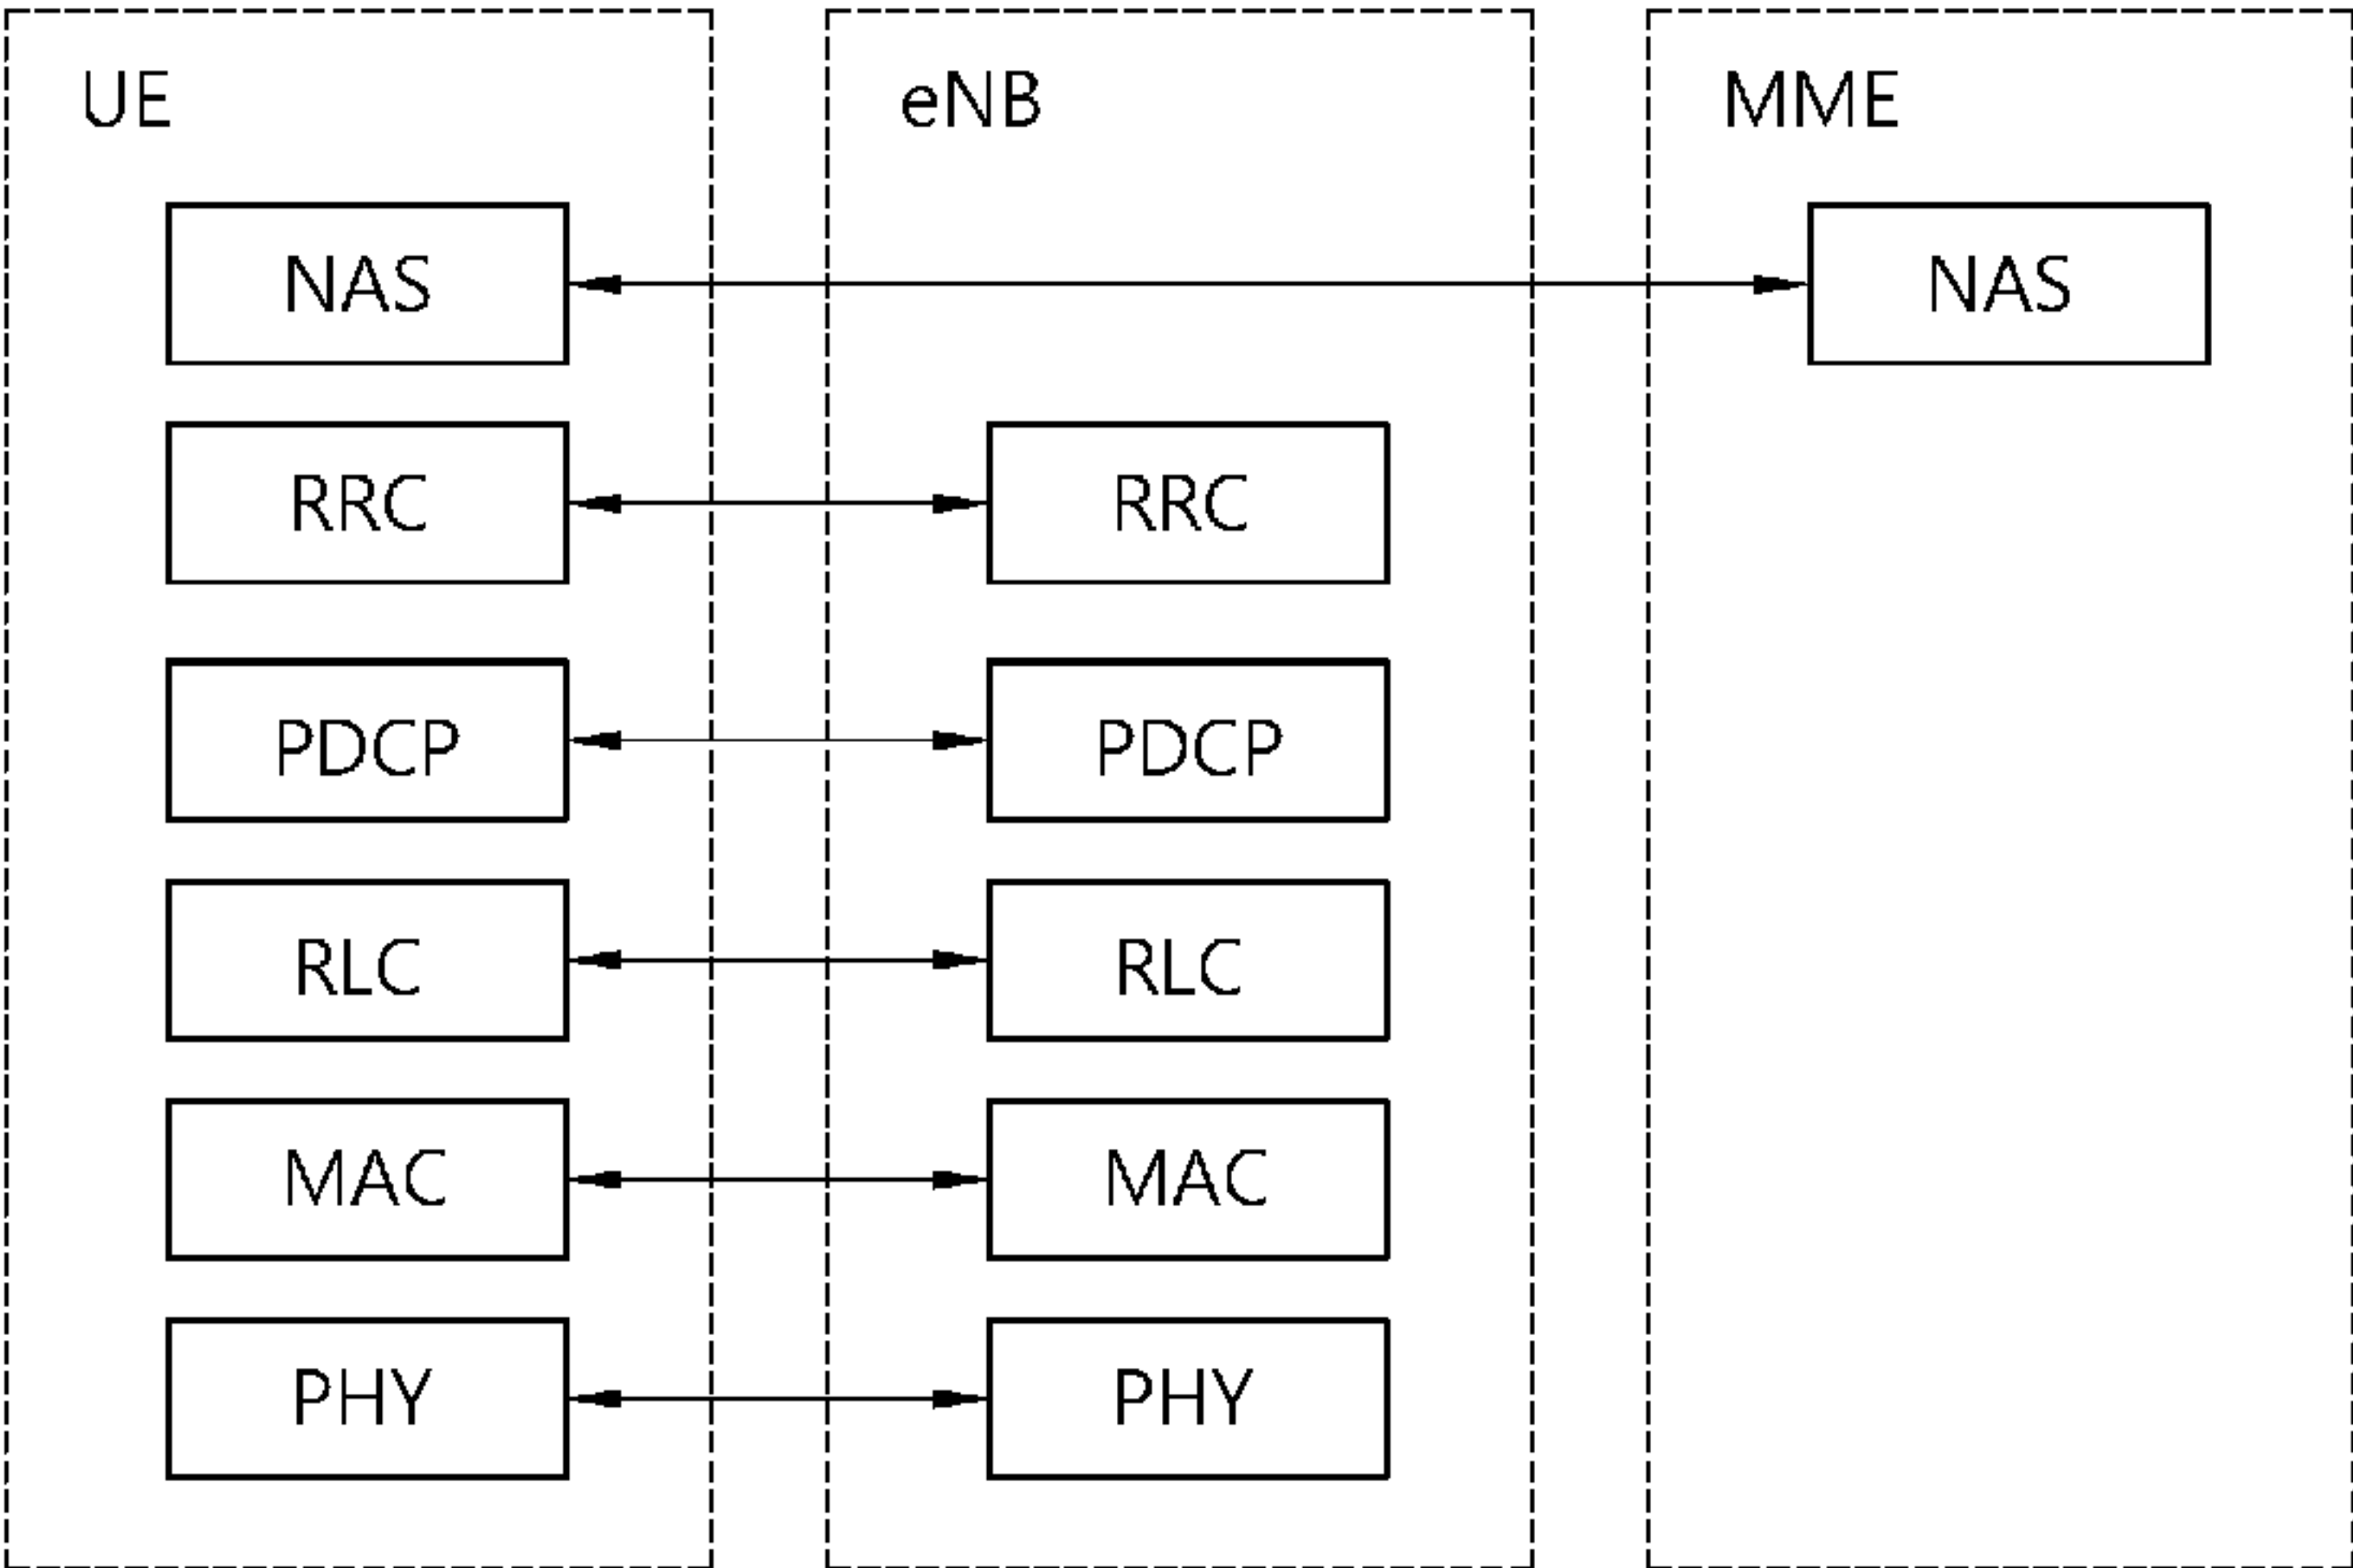 UE eNB MME
NAS NAS
RRC RRC
PDCP PDCP
RLC RLC
MAC MAC
PHY PHY